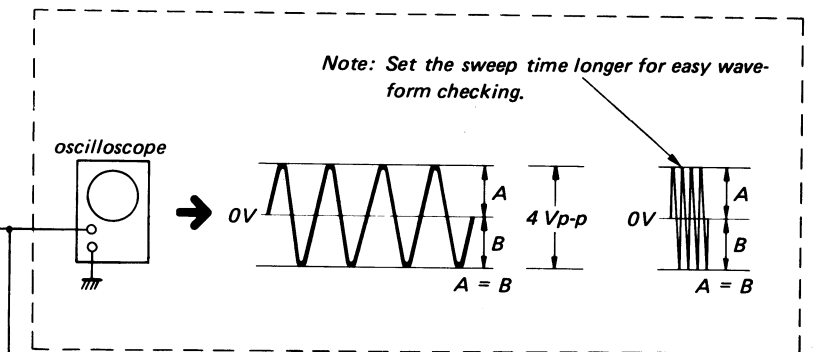 Note: Set the sweep time longer for easy wave-
form checking.
oscilloscope
0V
A
B
A = B
4 Vp-p
0V
A
B
A = B